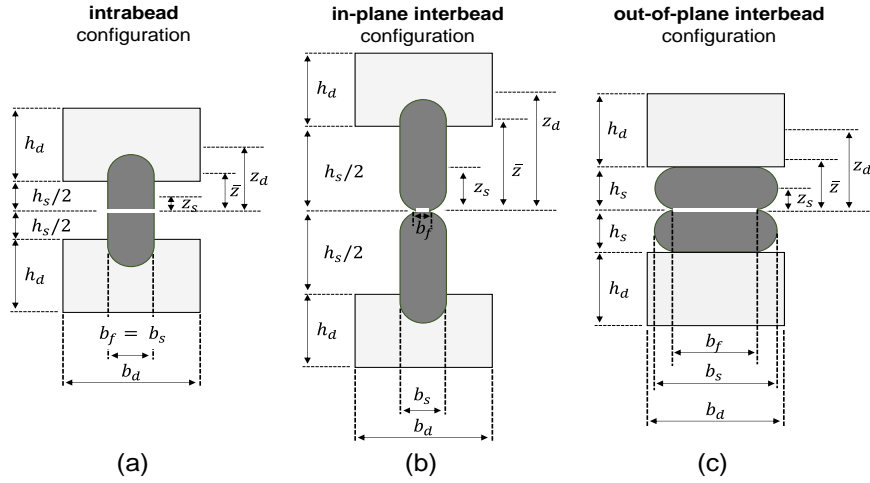 intrabead
configuration
in-plane interbead
configuration
out-of-plane interbead
configuration
h_d
h_s/2
h_s/2
h_d
z_s
z̄
z_d
b_f = b_s
b_d
(a)
h_d
h_s/2
h_s/2
h_d
z_s
z̄
z_d
b_f
b_s
b_d
(b)
h_d
h_s
h_s
h_d
z_s
z̄
z_d
b_f
b_s
b_d
(c)